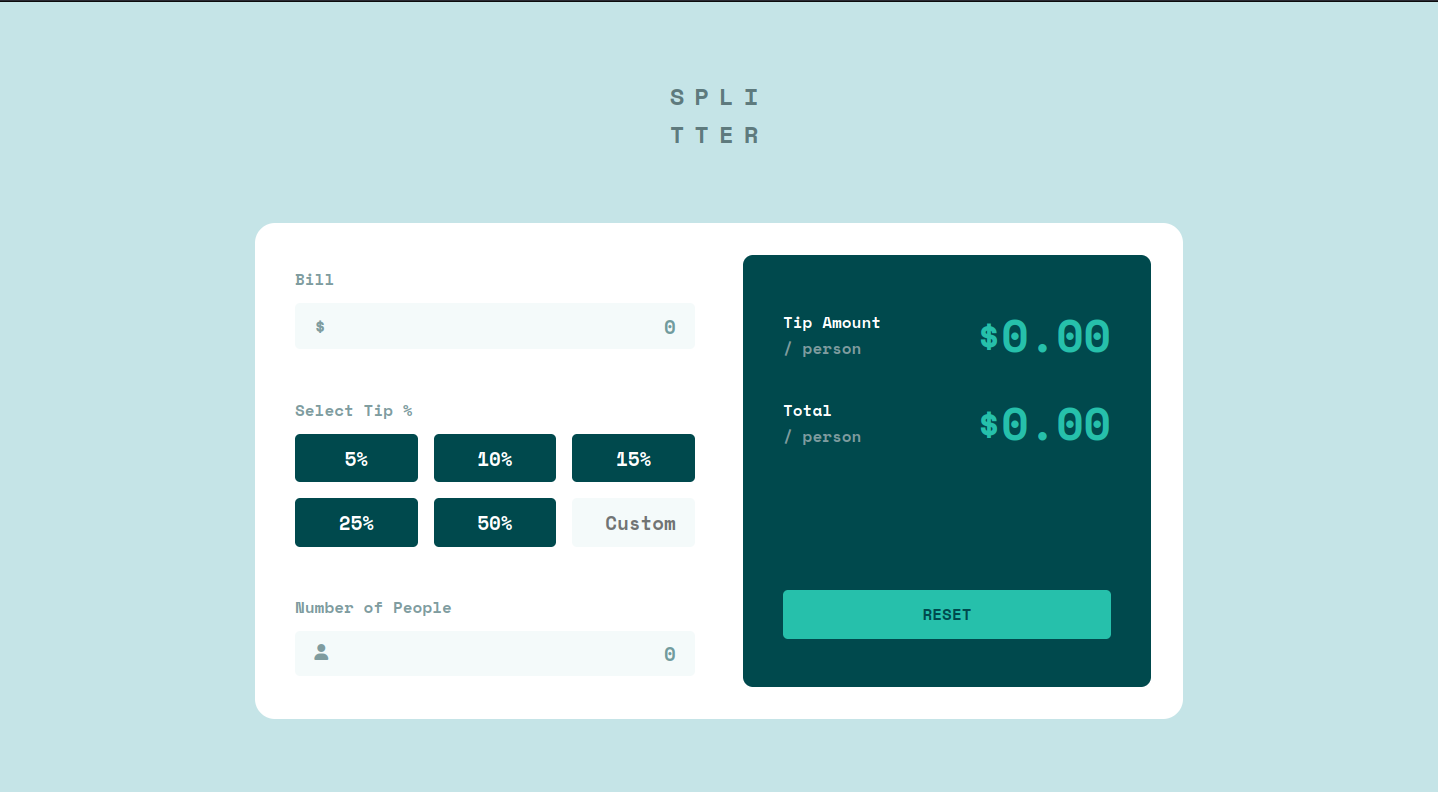 SPLI
TTER
Bill
$ 0
Select Tip %
5% 10% 15%
25% 50% Custom
Number of People
0
Tip Amount
/ person
$0.00
Total
/ person
$0.00
RESET